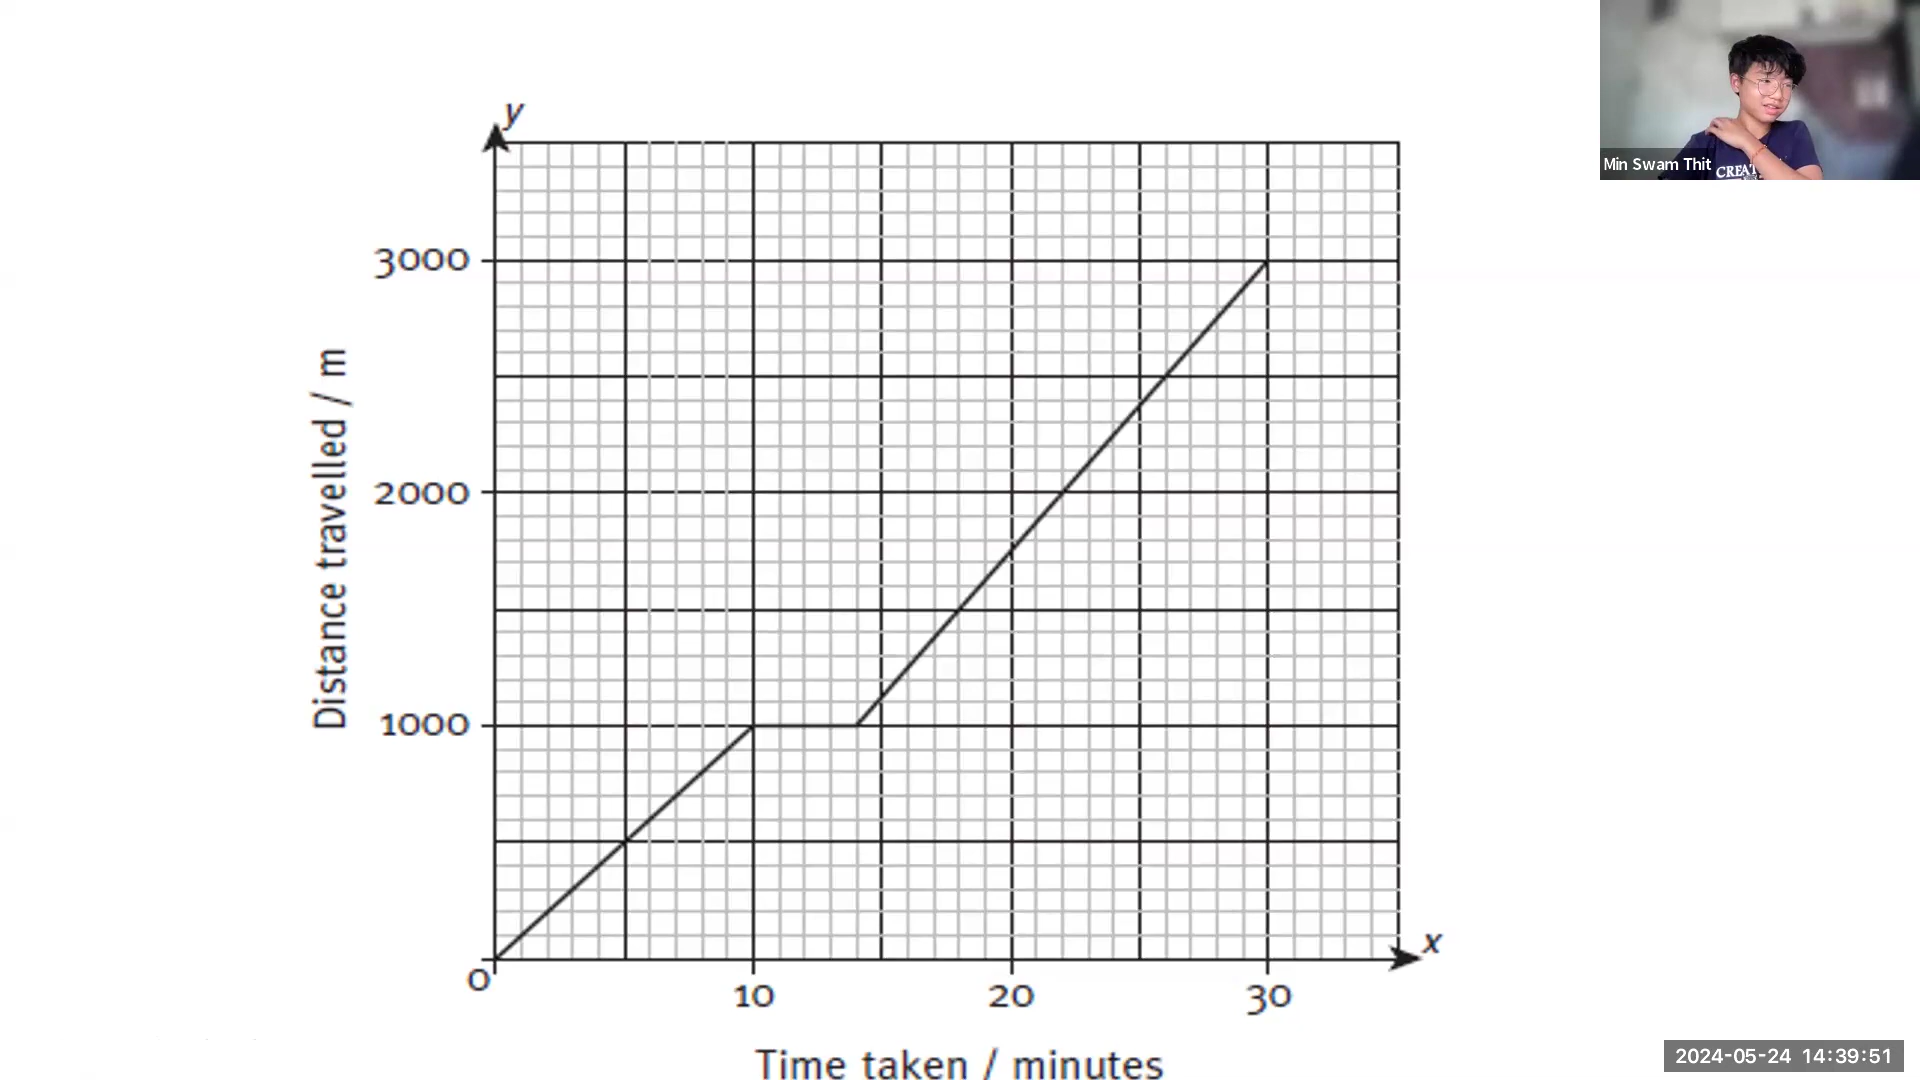 y
3000
2000
1000
0
10 20 30
x
Distance travelled / m
Time taken / minutes
Min Swam Thit
2024-05-24 14:39:51